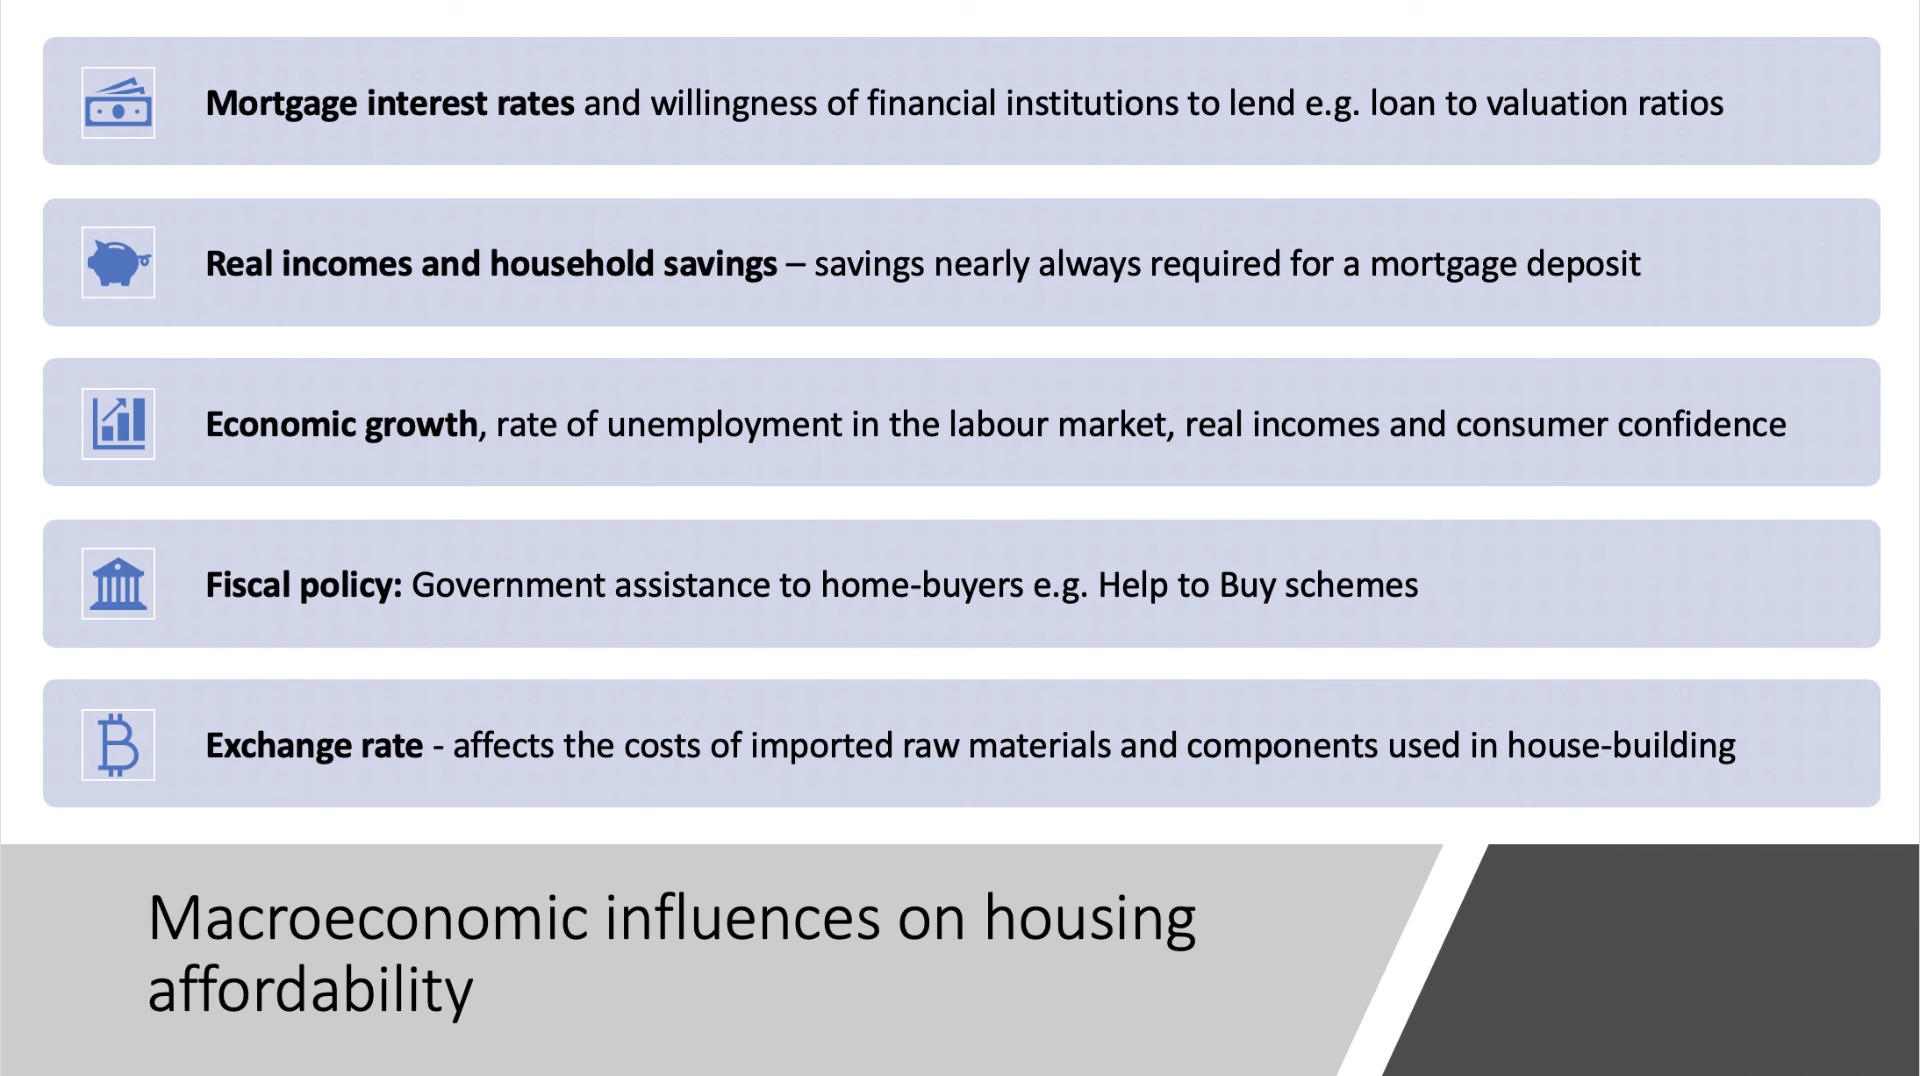 Mortgage interest rates and willingness of financial institutions to lend e.g. loan to valuation ratios
Real incomes and household savings – savings nearly always required for a mortgage deposit
Economic growth, rate of unemployment in the labour market, real incomes and consumer confidence
Fiscal policy: Government assistance to home-buyers e.g. Help to Buy schemes
Exchange rate - affects the costs of imported raw materials and components used in house-building
Macroeconomic influences on housing
affordability